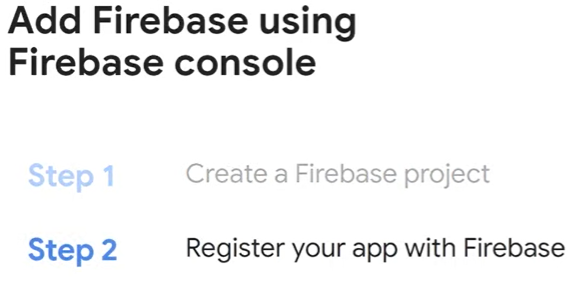 Add Firebase using
Firebase console
Step 1 Create a Firebase project
Step 2 Register your app with Firebase